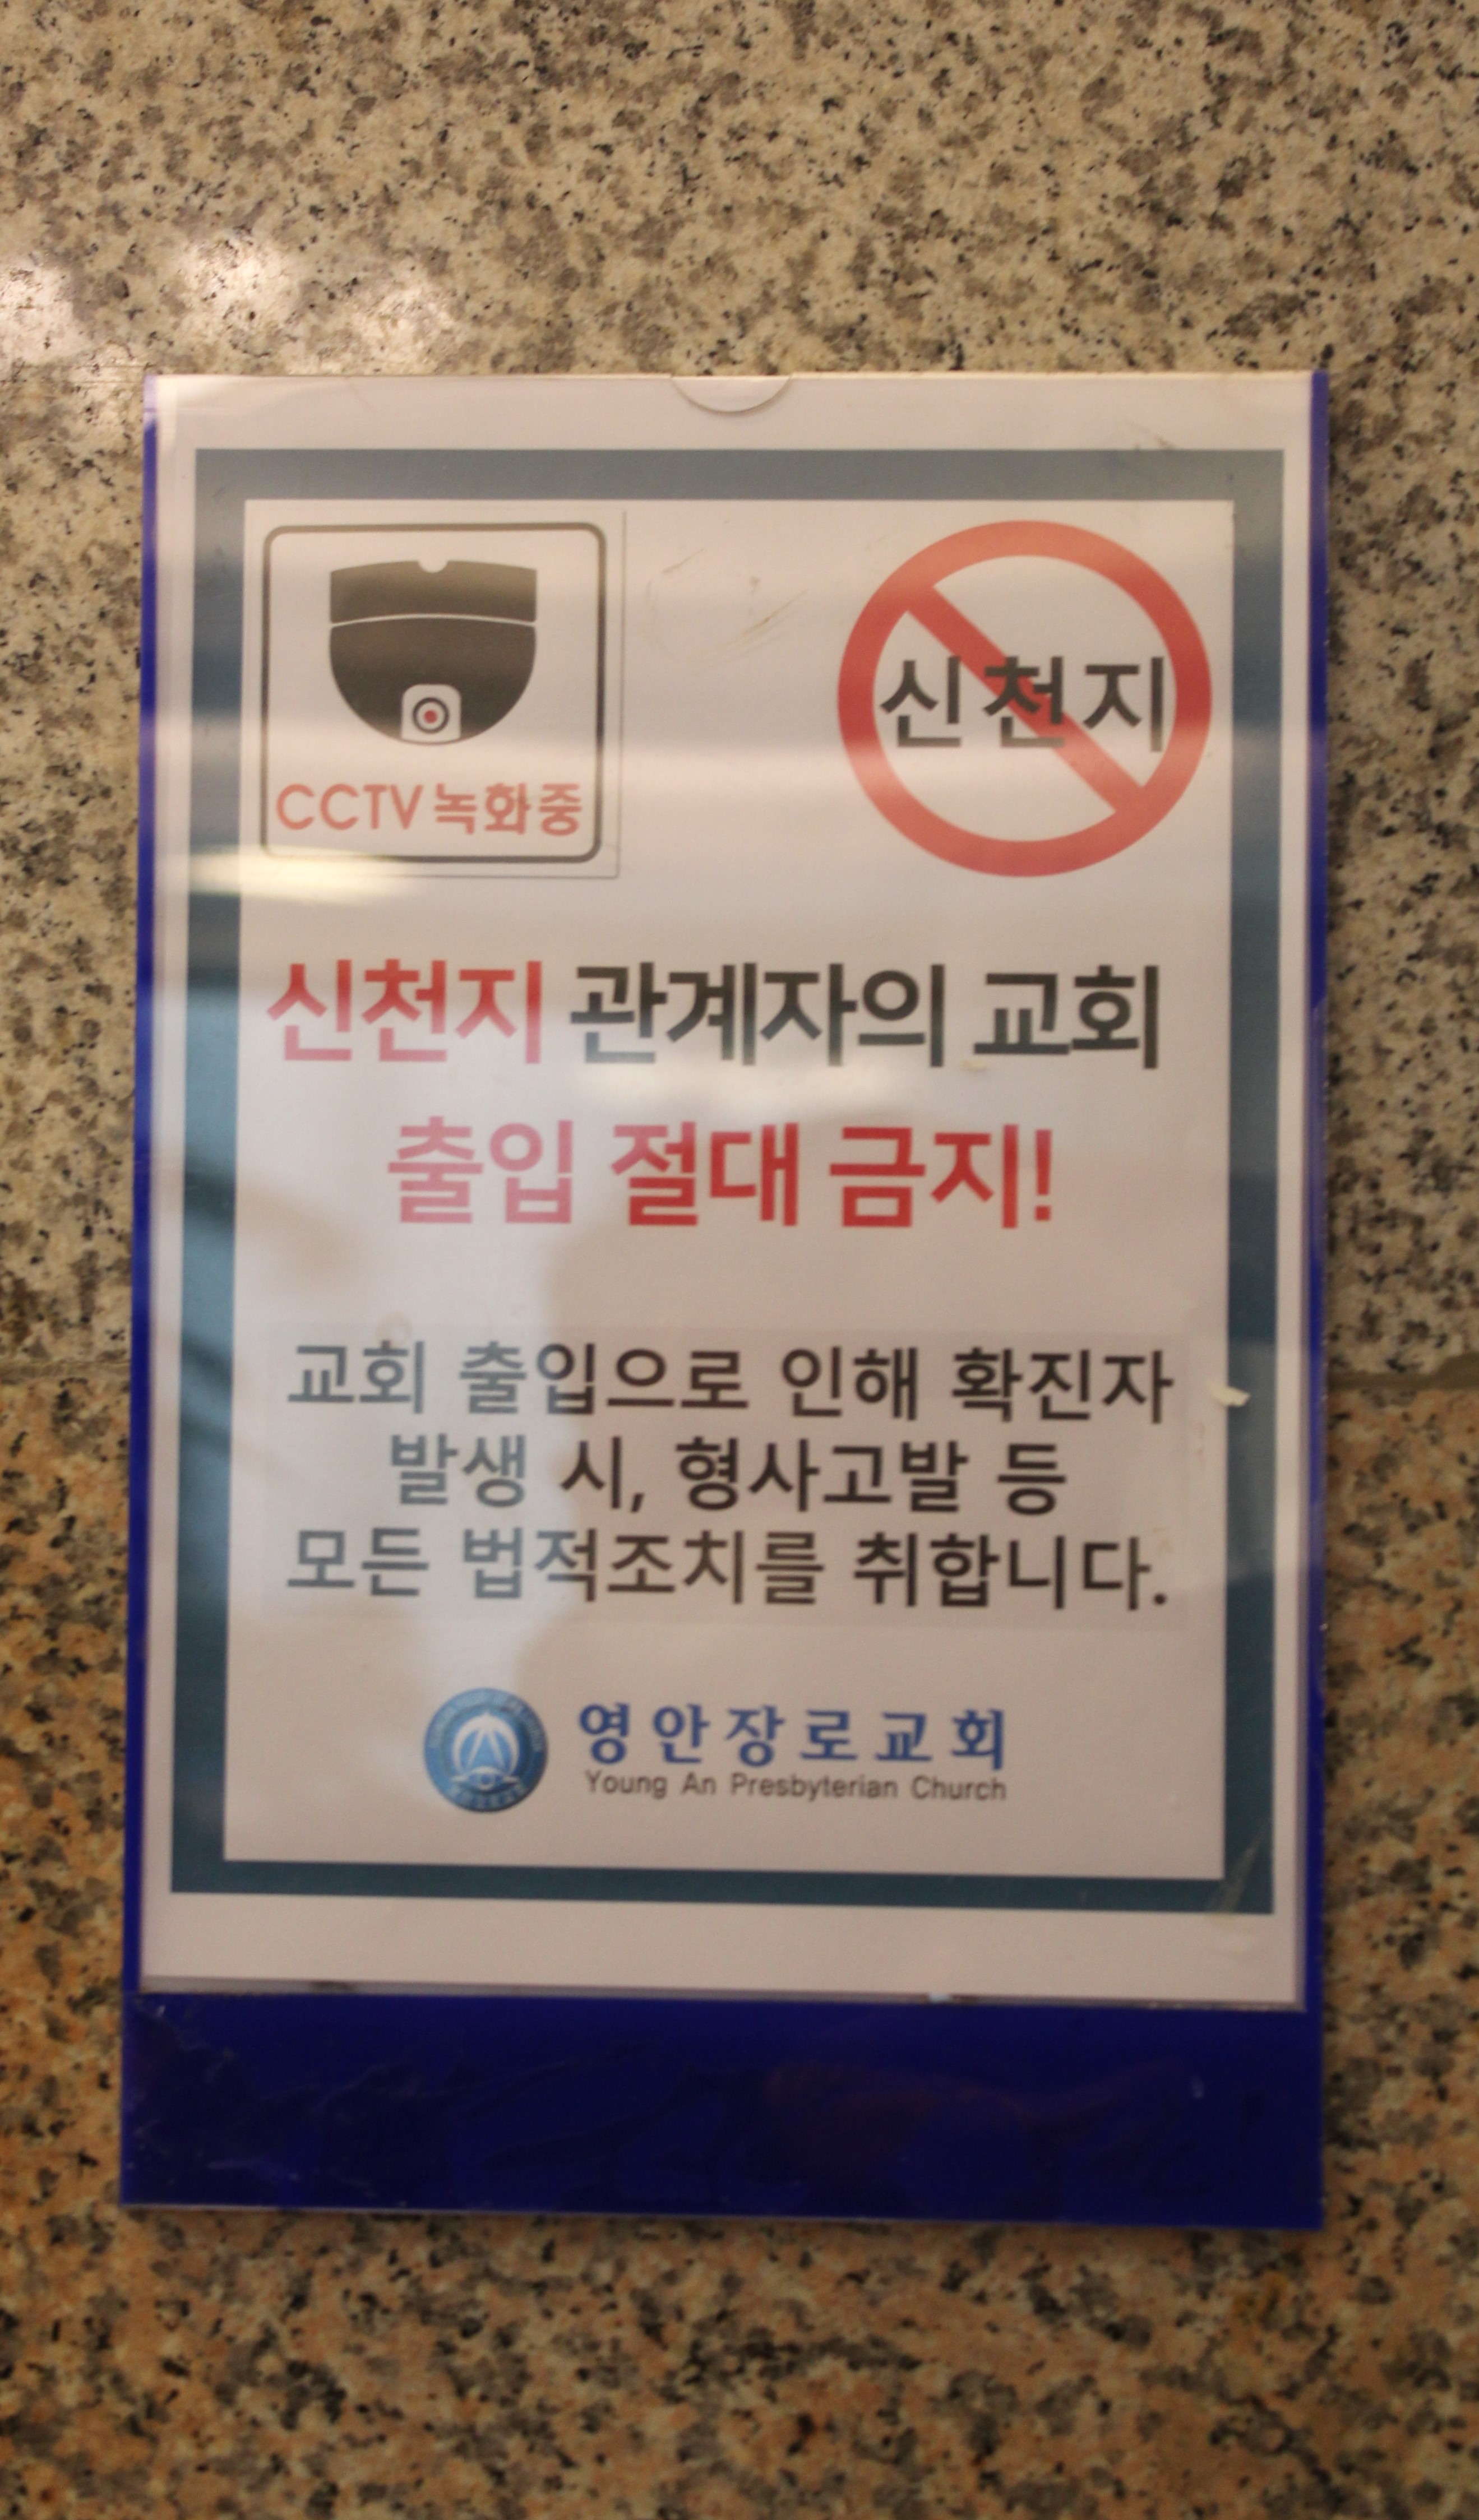 CCTV 녹화중
신천지
신천지 관계자의 교회
출입 절대 금지!
교회 출입으로 인해 확진자
발생 시, 형사고발 등
모든 법적조치를 취합니다.
영안장로교회
Young An Presbyterian Church